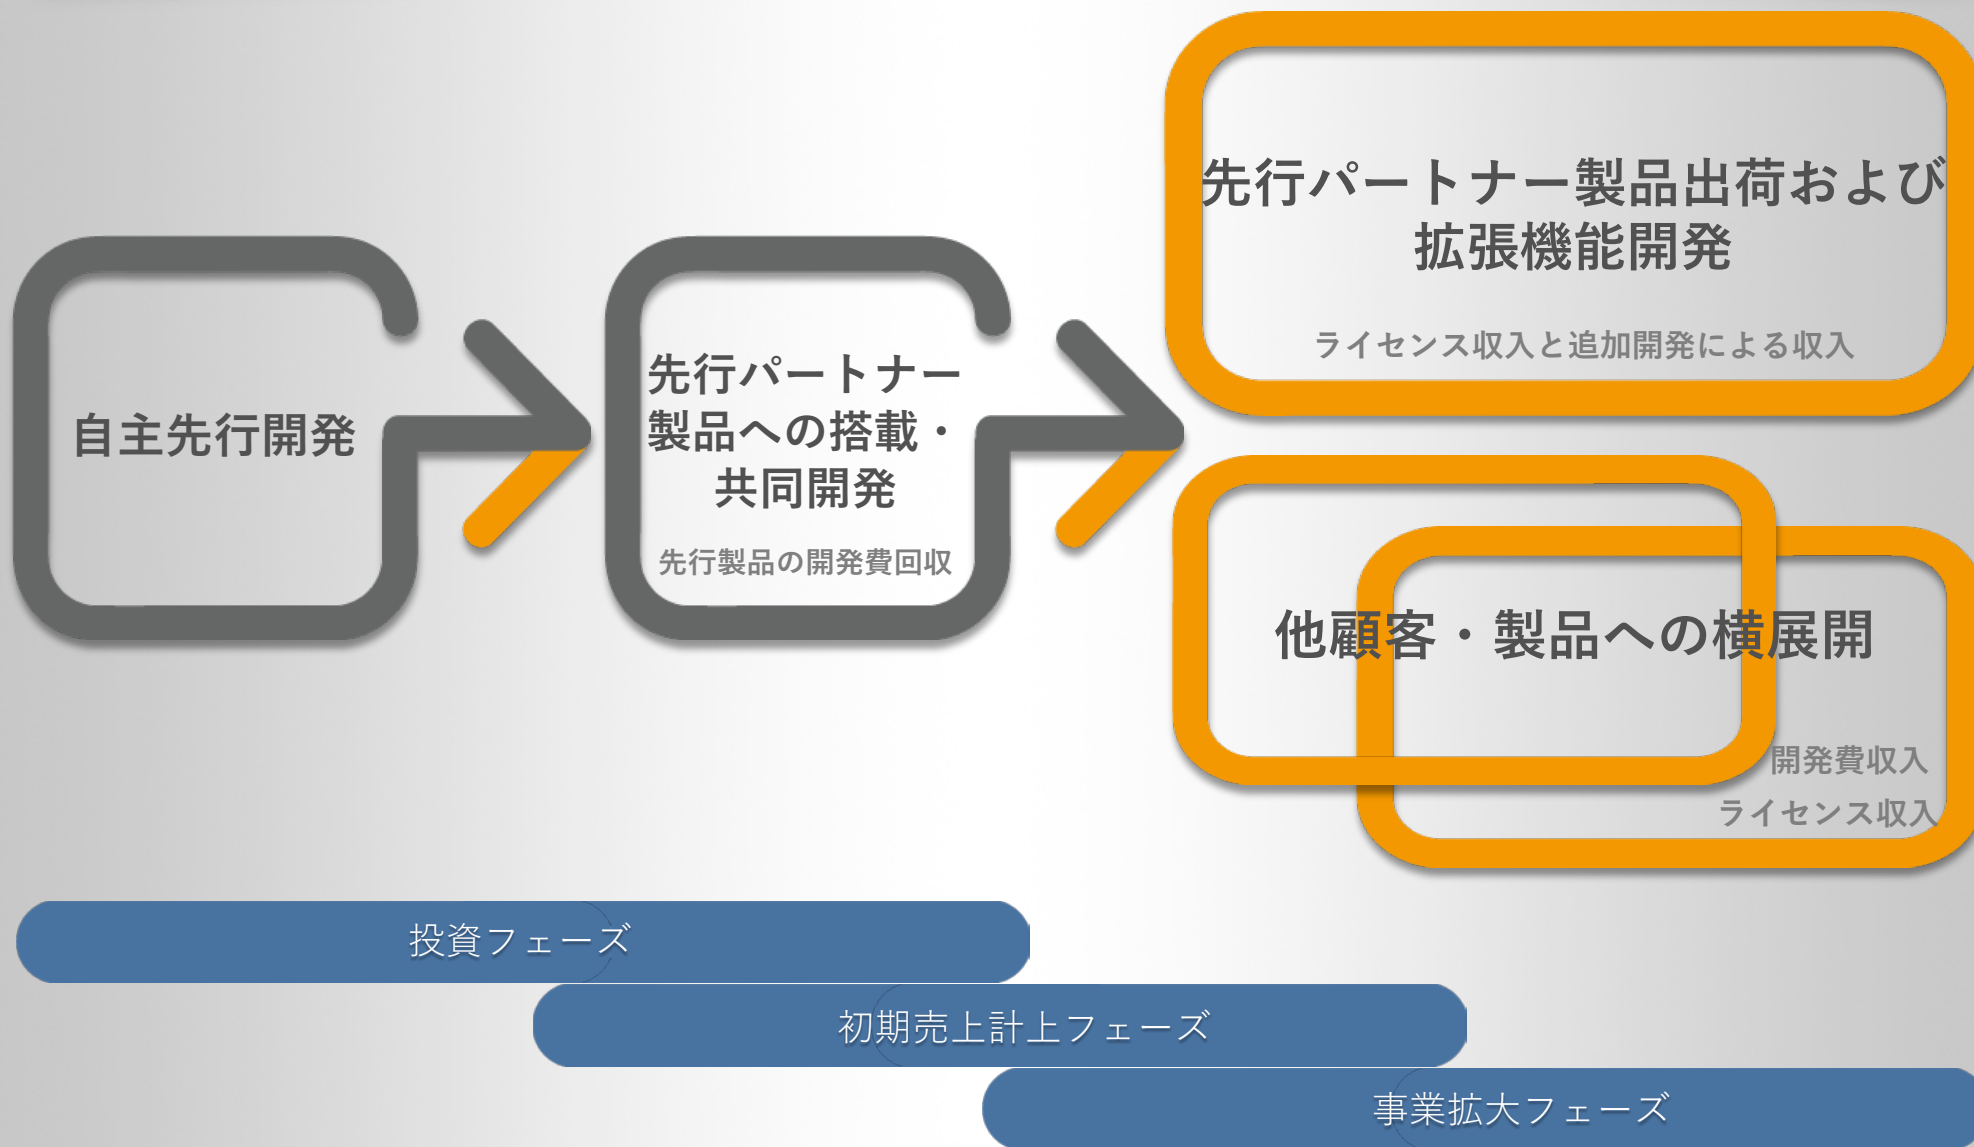 自主先行開発
先行パートナー
製品への搭載・
共同開発
先行製品の開発費回収
先行パートナー製品出荷および
拡張機能開発
ライセンス収入と追加開発による収入
他顧客・製品への横展開
開発費収入
ライセンス収入
投資フェーズ
初期売上計上フェーズ
事業拡大フェーズ